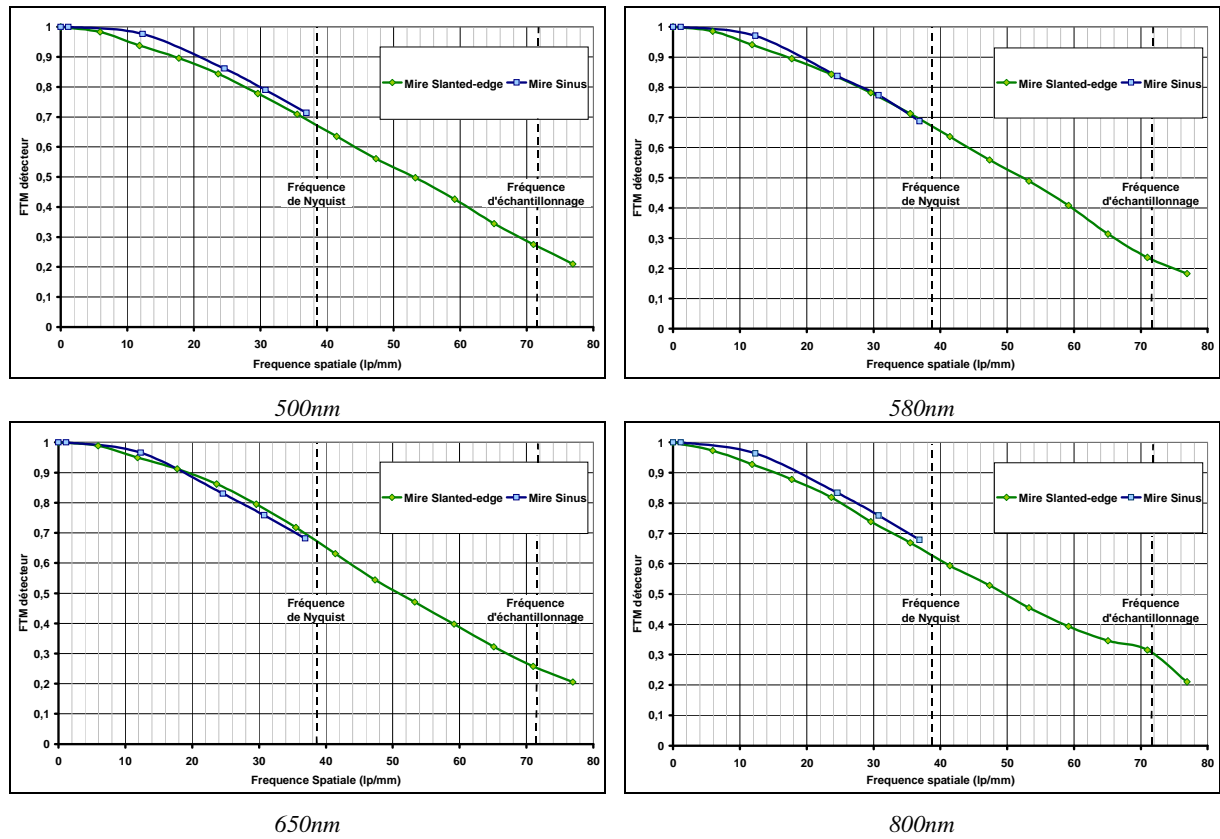 1
0,9
0,8
0,7
0,6
0,5
0,4
0,3
0,2
0,1
0
FTM détecteur
Mire Slanted-edge
Mire Sinus
Fréquence
de Nyquist
Fréquence
d'échantillonnage
0 10 20 30 40 50 60 70 80
Frequence spatiale (lp/mm)
500nm
1
0,9
0,8
0,7
0,6
0,5
0,4
0,3
0,2
0,1
0
FTM détecteur
Mire Slanted-edge
Mire Sinus
Fréquence
de Nyquist
Fréquence
d'échantillonnage
0 10 20 30 40 50 60 70 80
Frequence spatiale (lp/mm)
580nm
1
0,9
0,8
0,7
0,6
0,5
0,4
0,3
0,2
0,1
0
FTM détecteur
Mire Slanted-edge
Mire Sinus
Fréquence
de Nyquist
Fréquence
d'échantillonnage
0 10 20 30 40 50 60 70 80
Frequence Spatiale (lp/mm)
650nm
1
0,9
0,8
0,7
0,6
0,5
0,4
0,3
0,2
0,1
0
FTM détecteur
Mire Slanted-edge
Mire Sinus
Fréquence
de Nyquist
Fréquence
d'échantillonnage
0 10 20 30 40 50 60 70 80
Frequence spatiale (lp/mm)
800nm